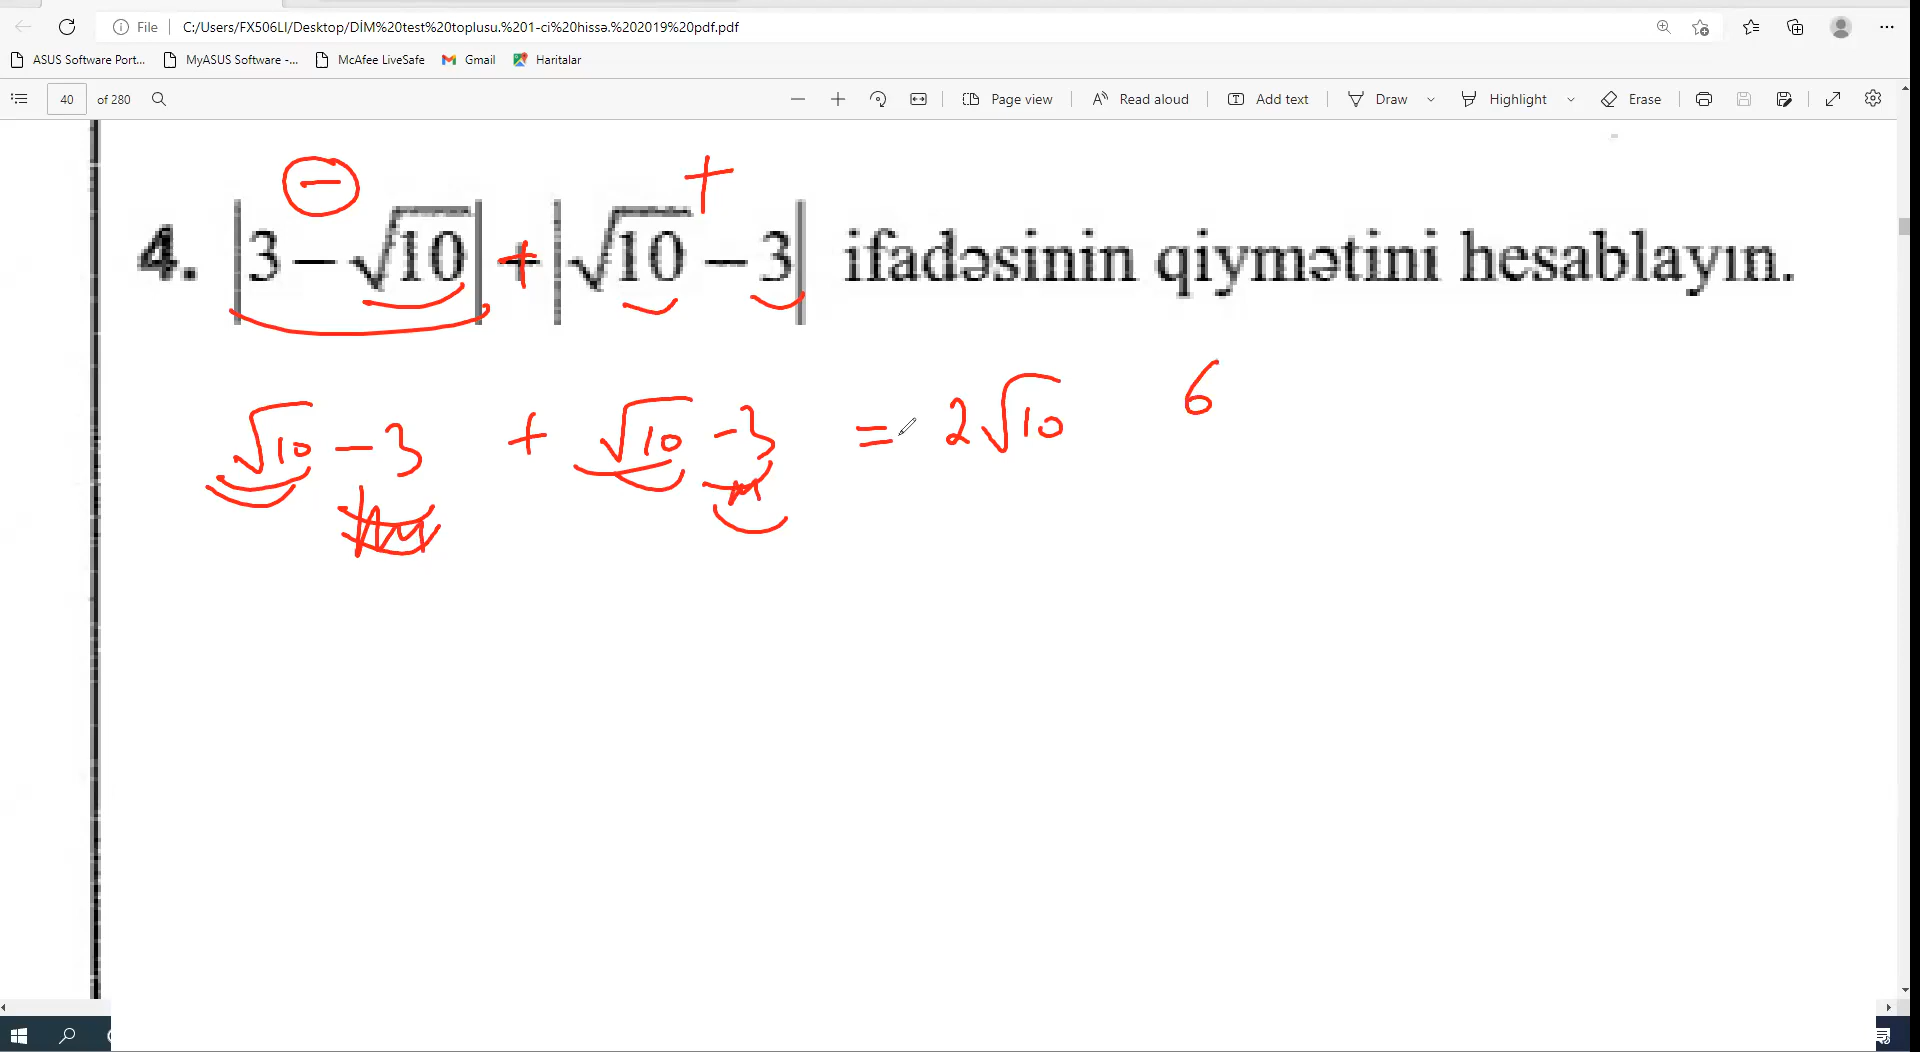 File C:/Users/FX506LI/Desktop/DİM%20test%20toplusu.%201-ci%20hissə.%202019%20pdf.pdf
ASUS Software Port... MyASUS Software -... McAfee LiveSafe Gmail Haritalar
40 of 280 Page view Read aloud Add text Draw Highlight Erase
− +
4. |3 − √10| + |√10 − 3| ifadəsinin qiymətini hesablayın.
√10 − 3 + √10 − 3 = 2√10 6